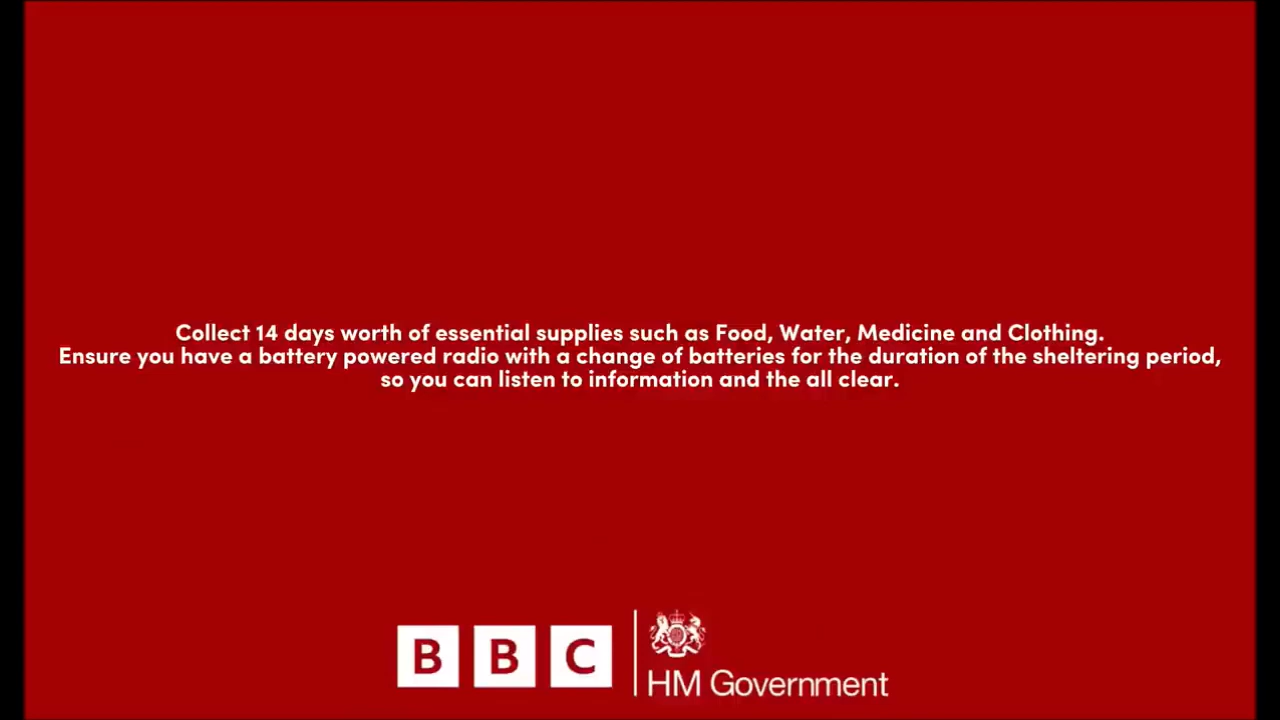 Collect 14 days worth of essential supplies such as Food, Water, Medicine and Clothing.
Ensure you have a battery powered radio with a change of batteries for the duration of the sheltering period,
so you can listen to information and the all clear.
BBC
HM Government